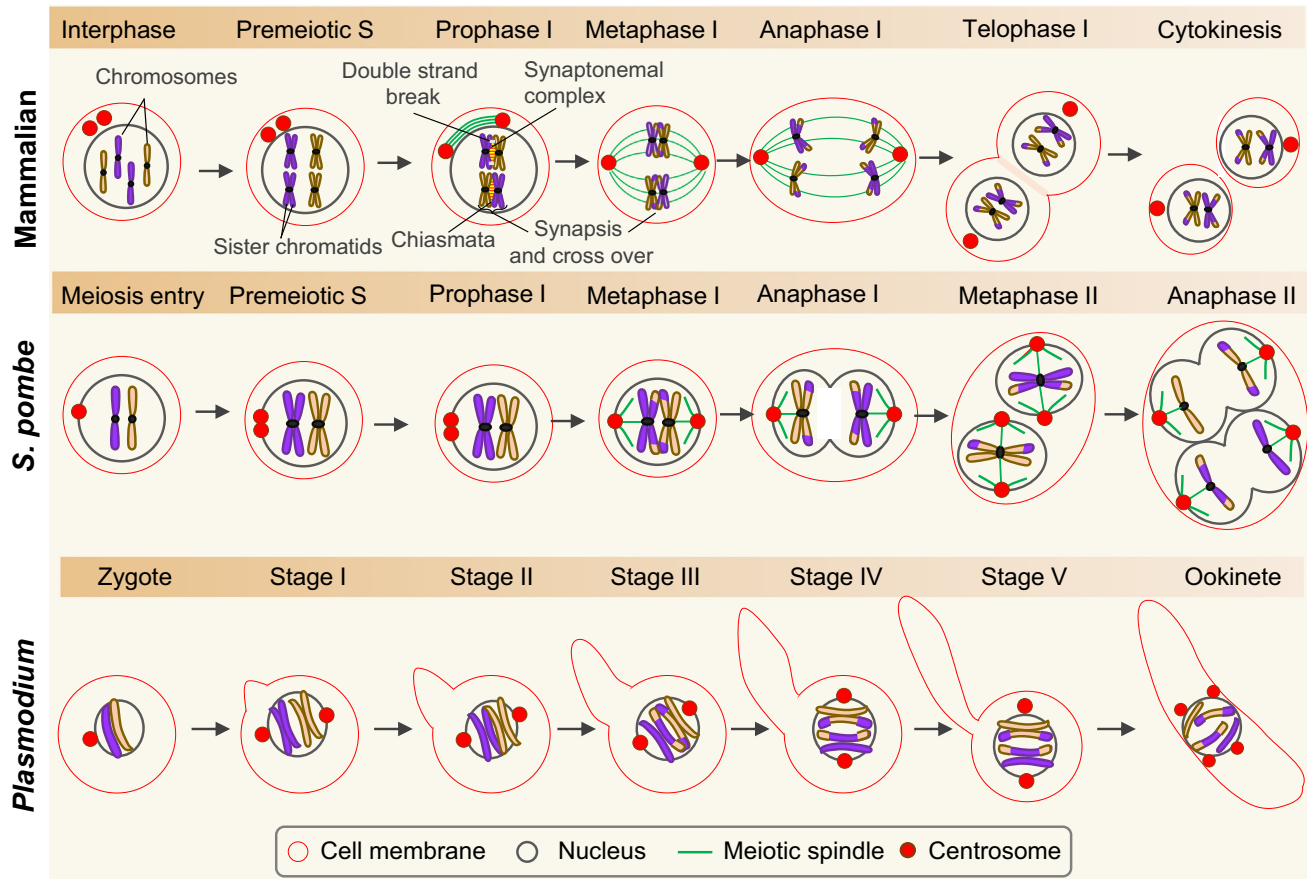 Interphase Premeiotic S Prophase I Metaphase I Anaphase I Telophase I Cytokinesis
Mammalian
Chromosomes
Double strand
break
Synaptonemal
complex
Sister chromatids
Chiasmata
Synapsis
and cross over
Meiosis entry Premeiotic S Prophase I Metaphase I Anaphase I Metaphase II Anaphase II
S. pombe
Zygote Stage I Stage II Stage III Stage IV Stage V Ookinete
Plasmodium
Cell membrane Nucleus Meiotic spindle Centrosome